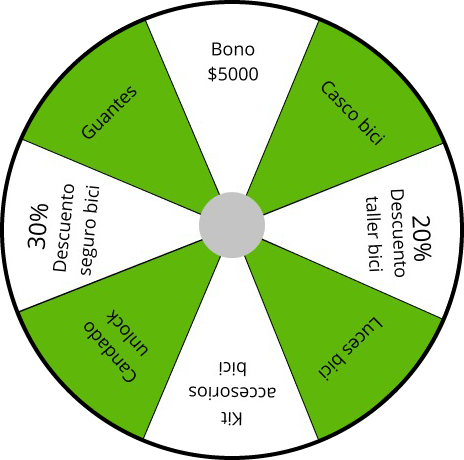 Bono
$5000
Casco bici
20%
Descuento
taller bici
Luces bici
Kit
accesorios
bici
Candado
unlock
30%
Descuento
seguro bici
Guantes